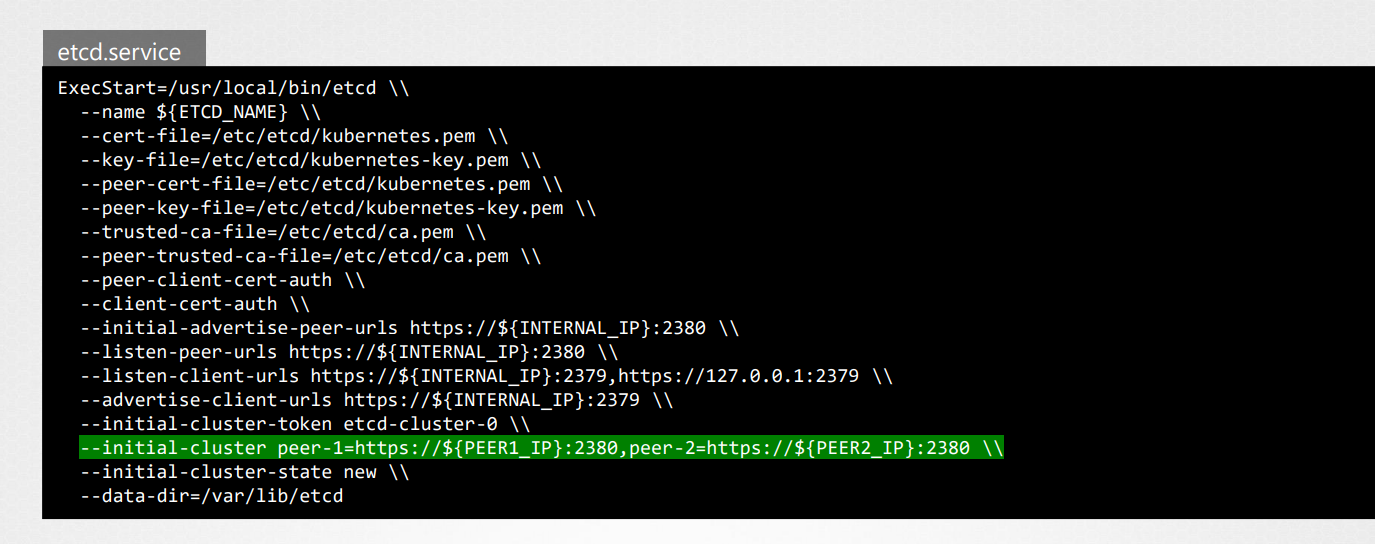 etcd.service
ExecStart=/usr/local/bin/etcd \\
--name ${ETCD_NAME} \\
--cert-file=/etc/etcd/kubernetes.pem \\
--key-file=/etc/etcd/kubernetes-key.pem \\
--peer-cert-file=/etc/etcd/kubernetes.pem \\
--peer-key-file=/etc/etcd/kubernetes-key.pem \\
--trusted-ca-file=/etc/etcd/ca.pem \\
--peer-trusted-ca-file=/etc/etcd/ca.pem \\
--peer-client-cert-auth \\
--client-cert-auth \\
--initial-advertise-peer-urls https://${INTERNAL_IP}:2380 \\
--listen-peer-urls https://${INTERNAL_IP}:2380 \\
--listen-client-urls https://${INTERNAL_IP}:2379,https://127.0.0.1:2379 \\
--advertise-client-urls https://${INTERNAL_IP}:2379 \\
--initial-cluster-token etcd-cluster-0 \\
--initial-cluster peer-1=https://${PEER1_IP}:2380,peer-2=https://${PEER2_IP}:2380 \\
--initial-cluster-state new \\
--data-dir=/var/lib/etcd